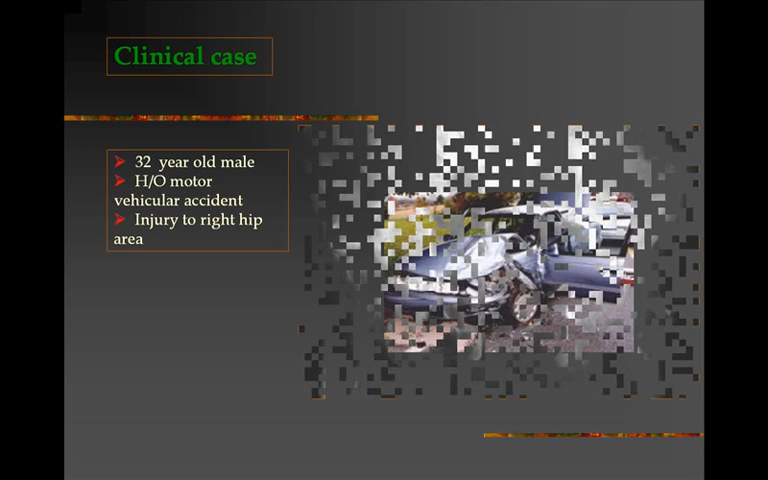 Clinical case
32 year old male
H/O motor
vehicular accident
Injury to right hip
area